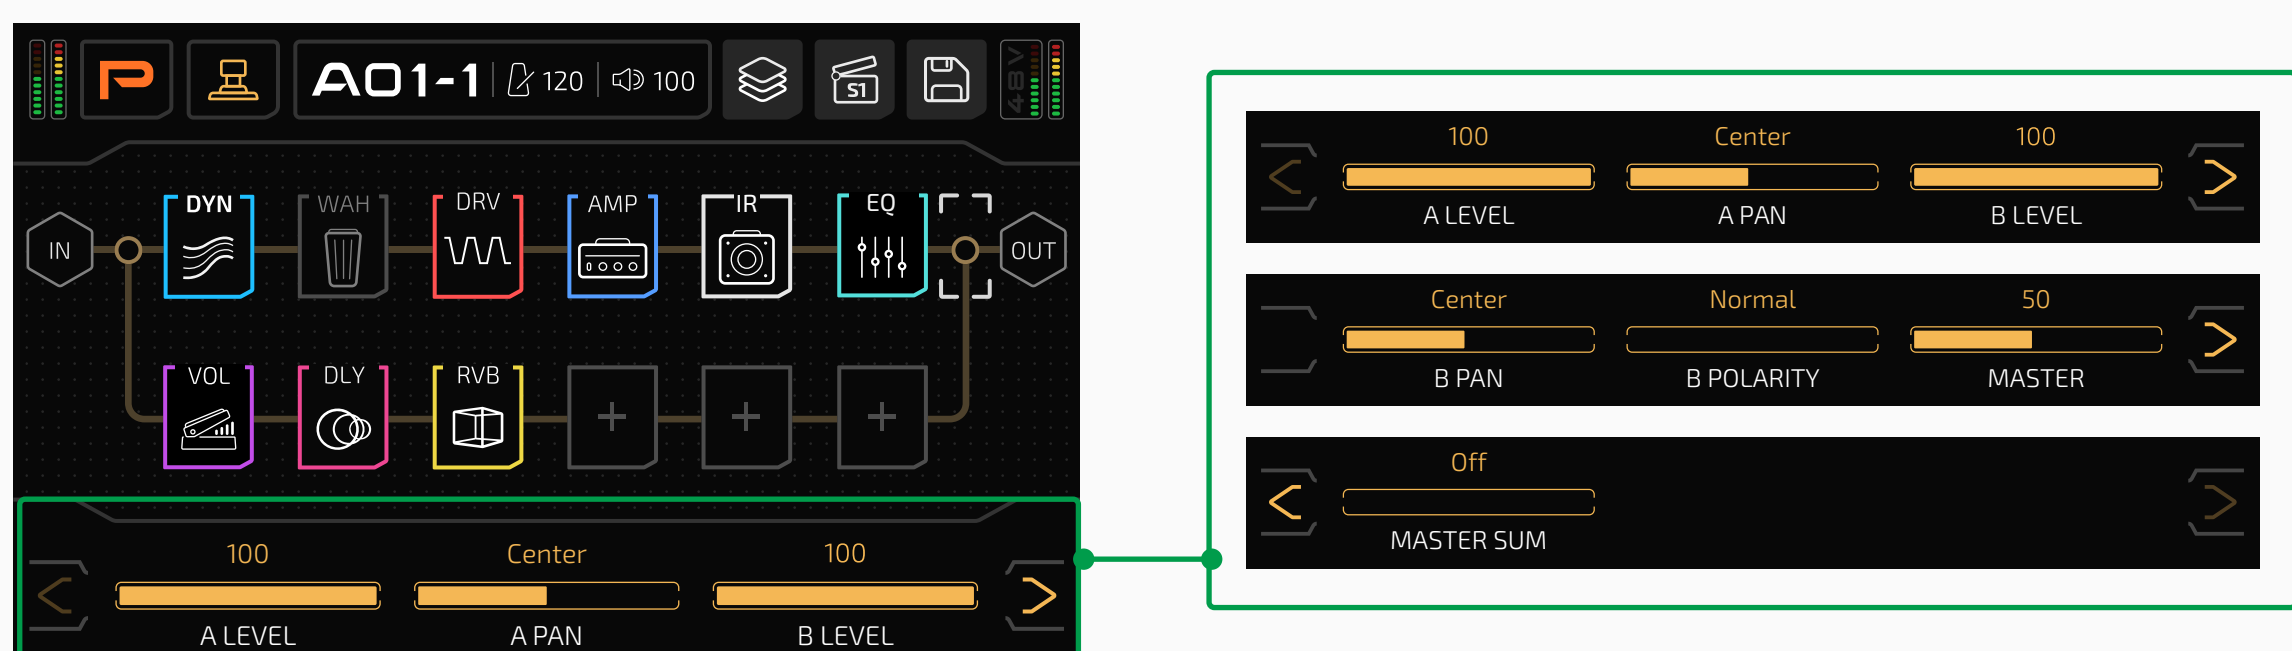 A01-1 120 100 S1 48V
DYN WAH DRV AMP IR EQ
IN OUT
VOL DLY RVB
100 Center 100
A LEVEL A PAN B LEVEL
100 Center 100
A LEVEL A PAN B LEVEL
Center Normal 50
B PAN B POLARITY MASTER
Off
MASTER SUM